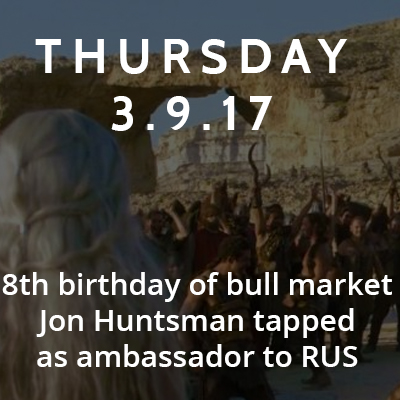 THURSDAY
3.9.17
8th birthday of bull market
Jon Huntsman tapped
as ambassador to RUS